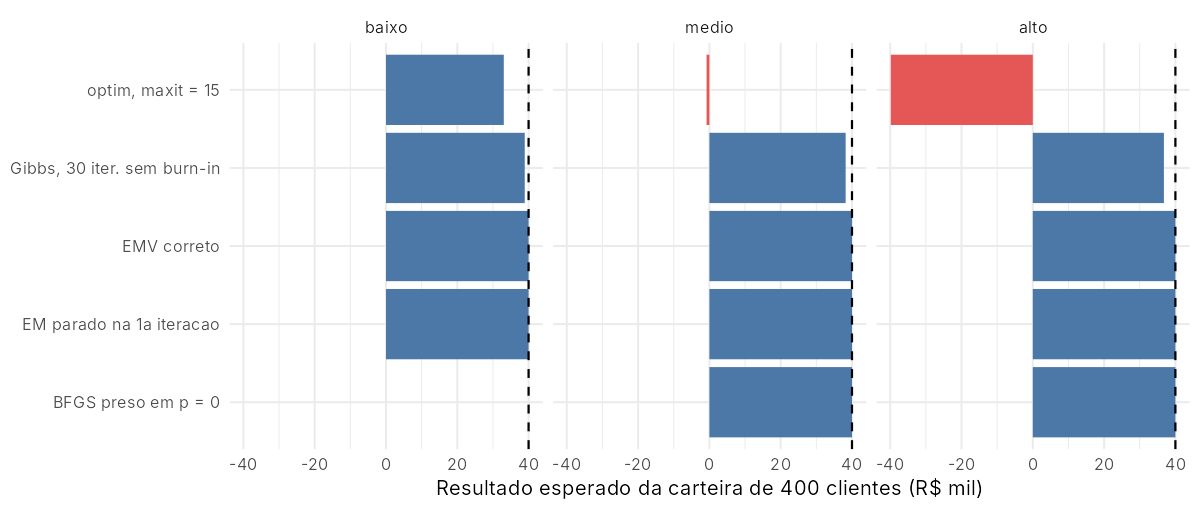 baixo medio alto
optim, maxit = 15
Gibbs, 30 iter. sem burn-in
EMV correto
EM parado na 1a iteracao
BFGS preso em p = 0
-40 -20 0 20 40 -40 -20 0 20 40 -40 -20 0 20 40
Resultado esperado da carteira de 400 clientes (R$ mil)